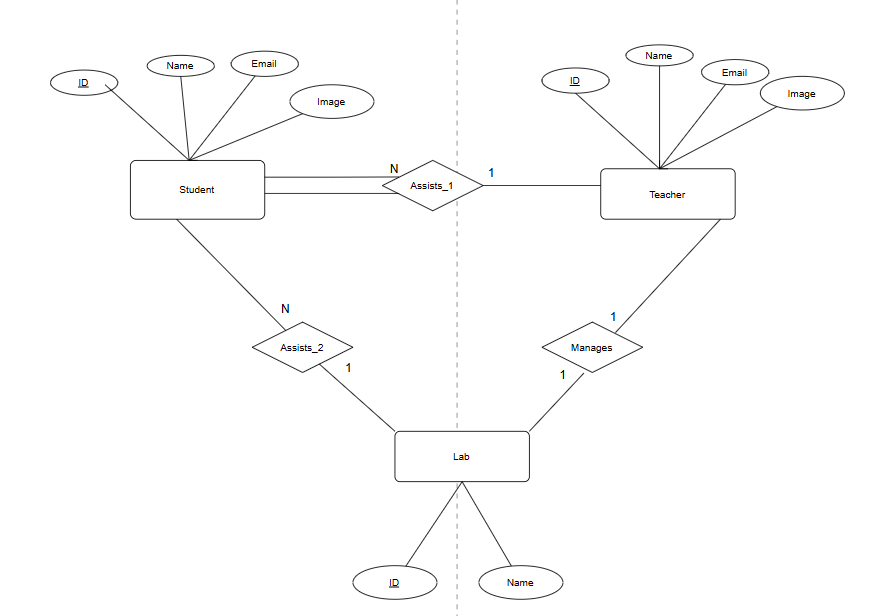 ID
Name
Email
Image
ID
Name
Email
Image
Student
N
Assists_1
1
Teacher
N
Assists_2
1
1
Manages
1
Lab
ID
Name